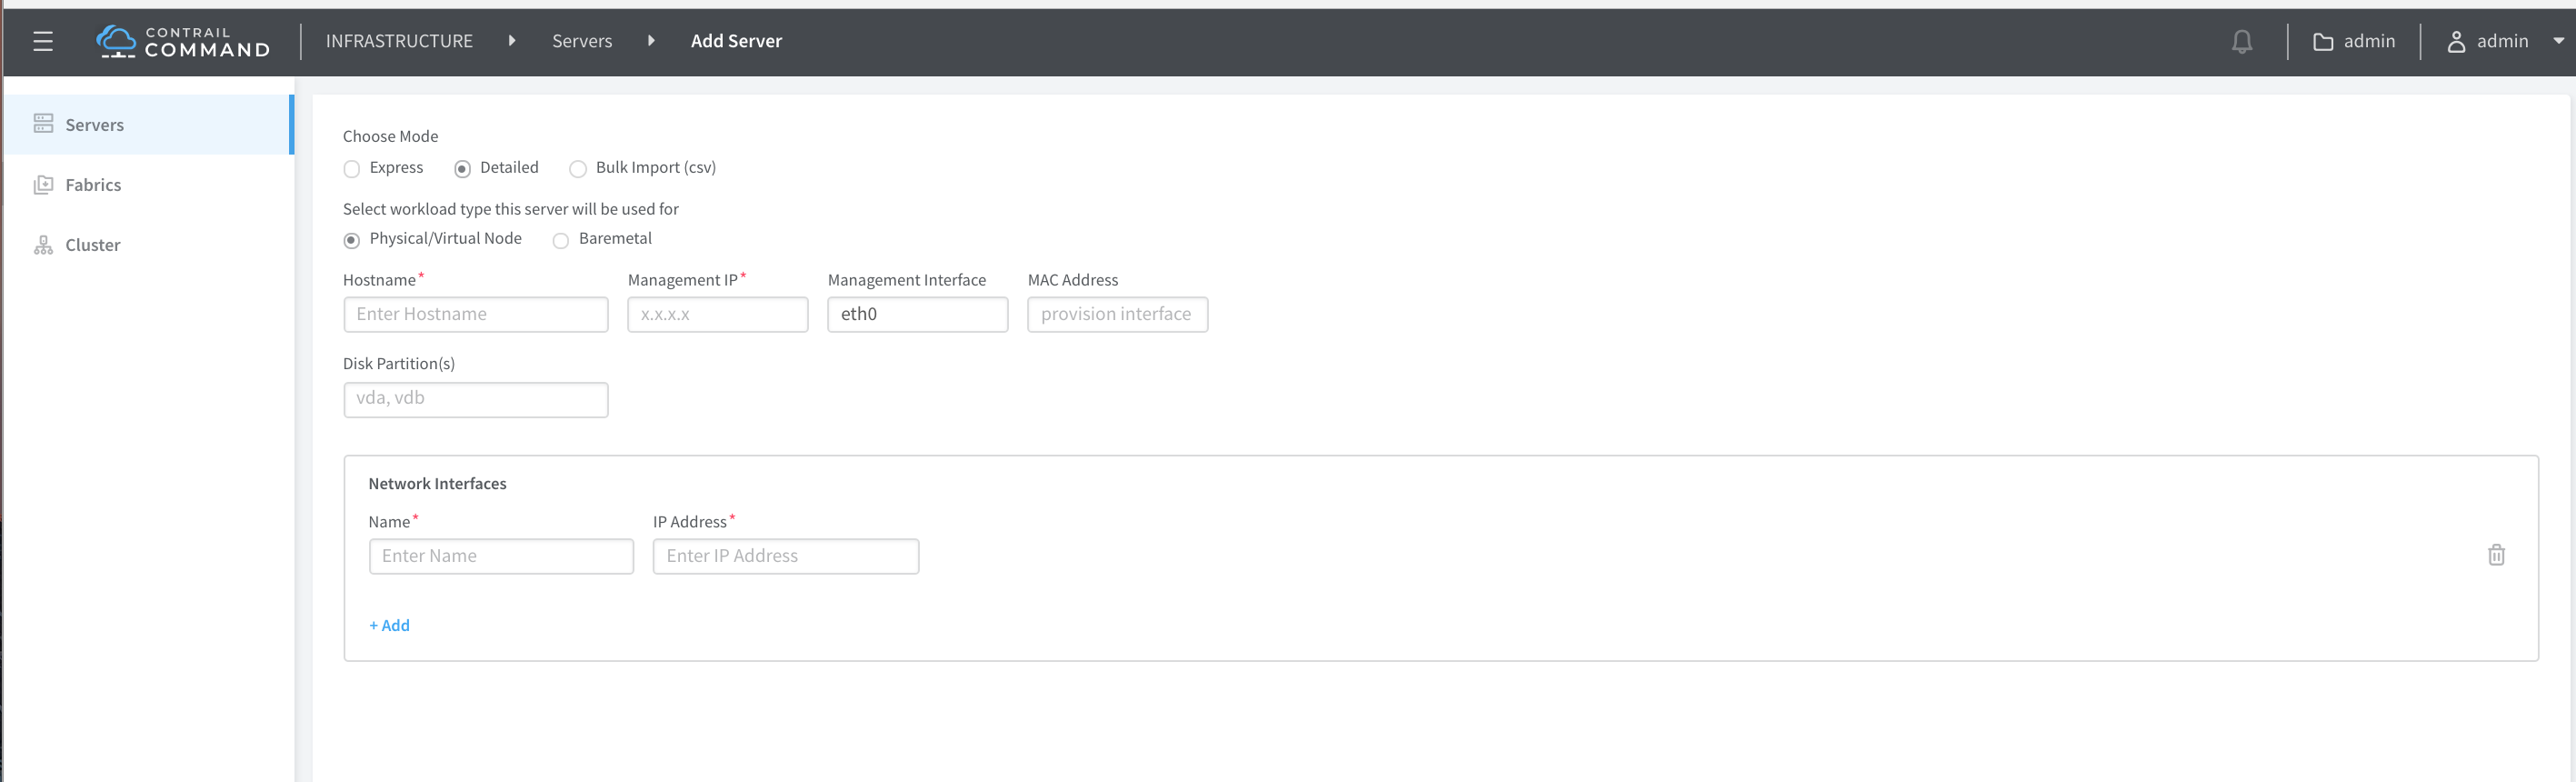 CONTRAIL
COMMAND
INFRASTRUCTURE Servers Add Server
admin admin
Servers
Fabrics
Cluster
Choose Mode
Express Detailed Bulk Import (csv)
Select workload type this server will be used for
Physical/Virtual Node Baremetal
Hostname* Management IP* Management Interface MAC Address
Enter Hostname x.x.x.x eth0 provision interface
Disk Partition(s)
vda, vdb
Network Interfaces
Name* IP Address*
Enter Name Enter IP Address
+ Add